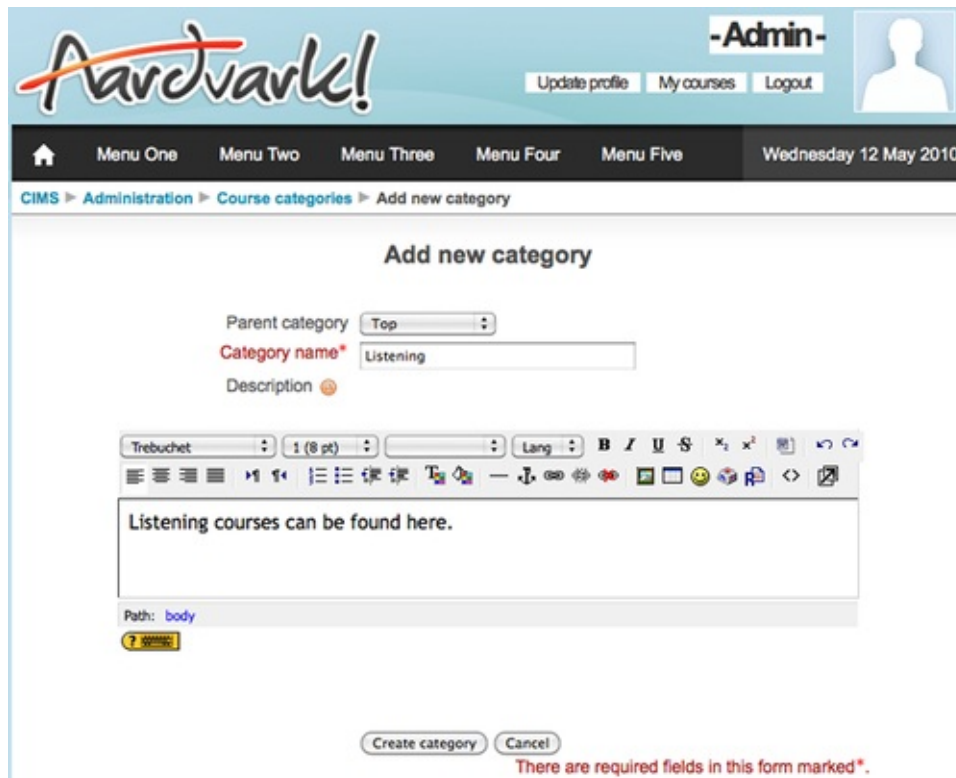 Aardvark!
-Admin-
Update profile My courses Logout
Menu One Menu Two Menu Three Menu Four Menu Five Wednesday 12 May 2010
CIMS Administration Course categories Add new category
Add new category
Parent category Top
Category name* Listening
Description
Trebuchet 1 (8 pt) Lang B I U S x₂ x²
Listening courses can be found here.
Path: body
?
Create category Cancel
There are required fields in this form marked*.